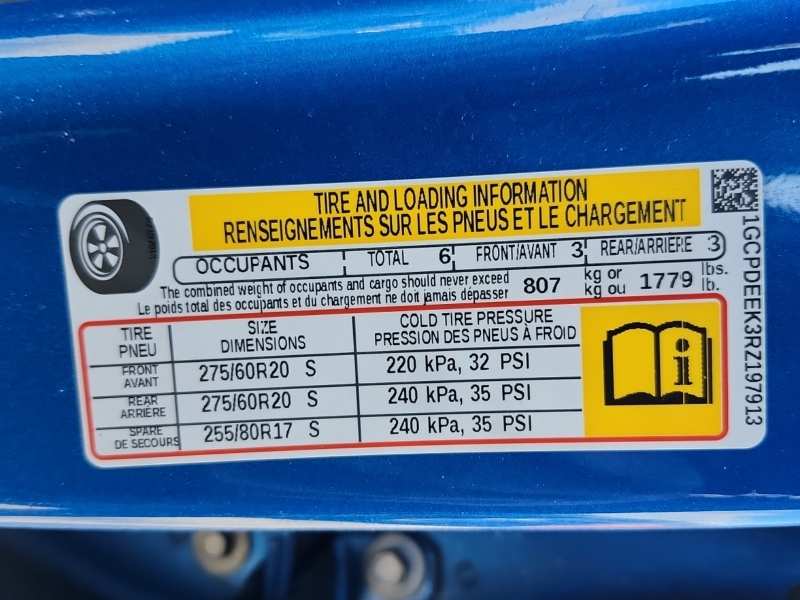 TIRE AND LOADING INFORMATION
RENSEIGNEMENTS SUR LES PNEUS ET LE CHARGEMENT
OCCUPANTS TOTAL 6 FRONT/AVANT 3 REAR/ARRIERE 3
The combined weight of occupants and cargo should never exceed 807 kg or 1779 lbs.
Le poids total des occupants et du chargement ne doit jamais dépasser kg ou lb.
TIRE SIZE COLD TIRE PRESSURE
PNEU DIMENSIONS PRESSION DES PNEUS À FROID
FRONT
AVANT 275/60R20 S 220 kPa, 32 PSI
REAR
ARRIÈRE 275/60R20 S 240 kPa, 35 PSI
SPARE
DE SECOURS 255/80R17 S 240 kPa, 35 PSI
i
1GCPDEEK3RZ197913